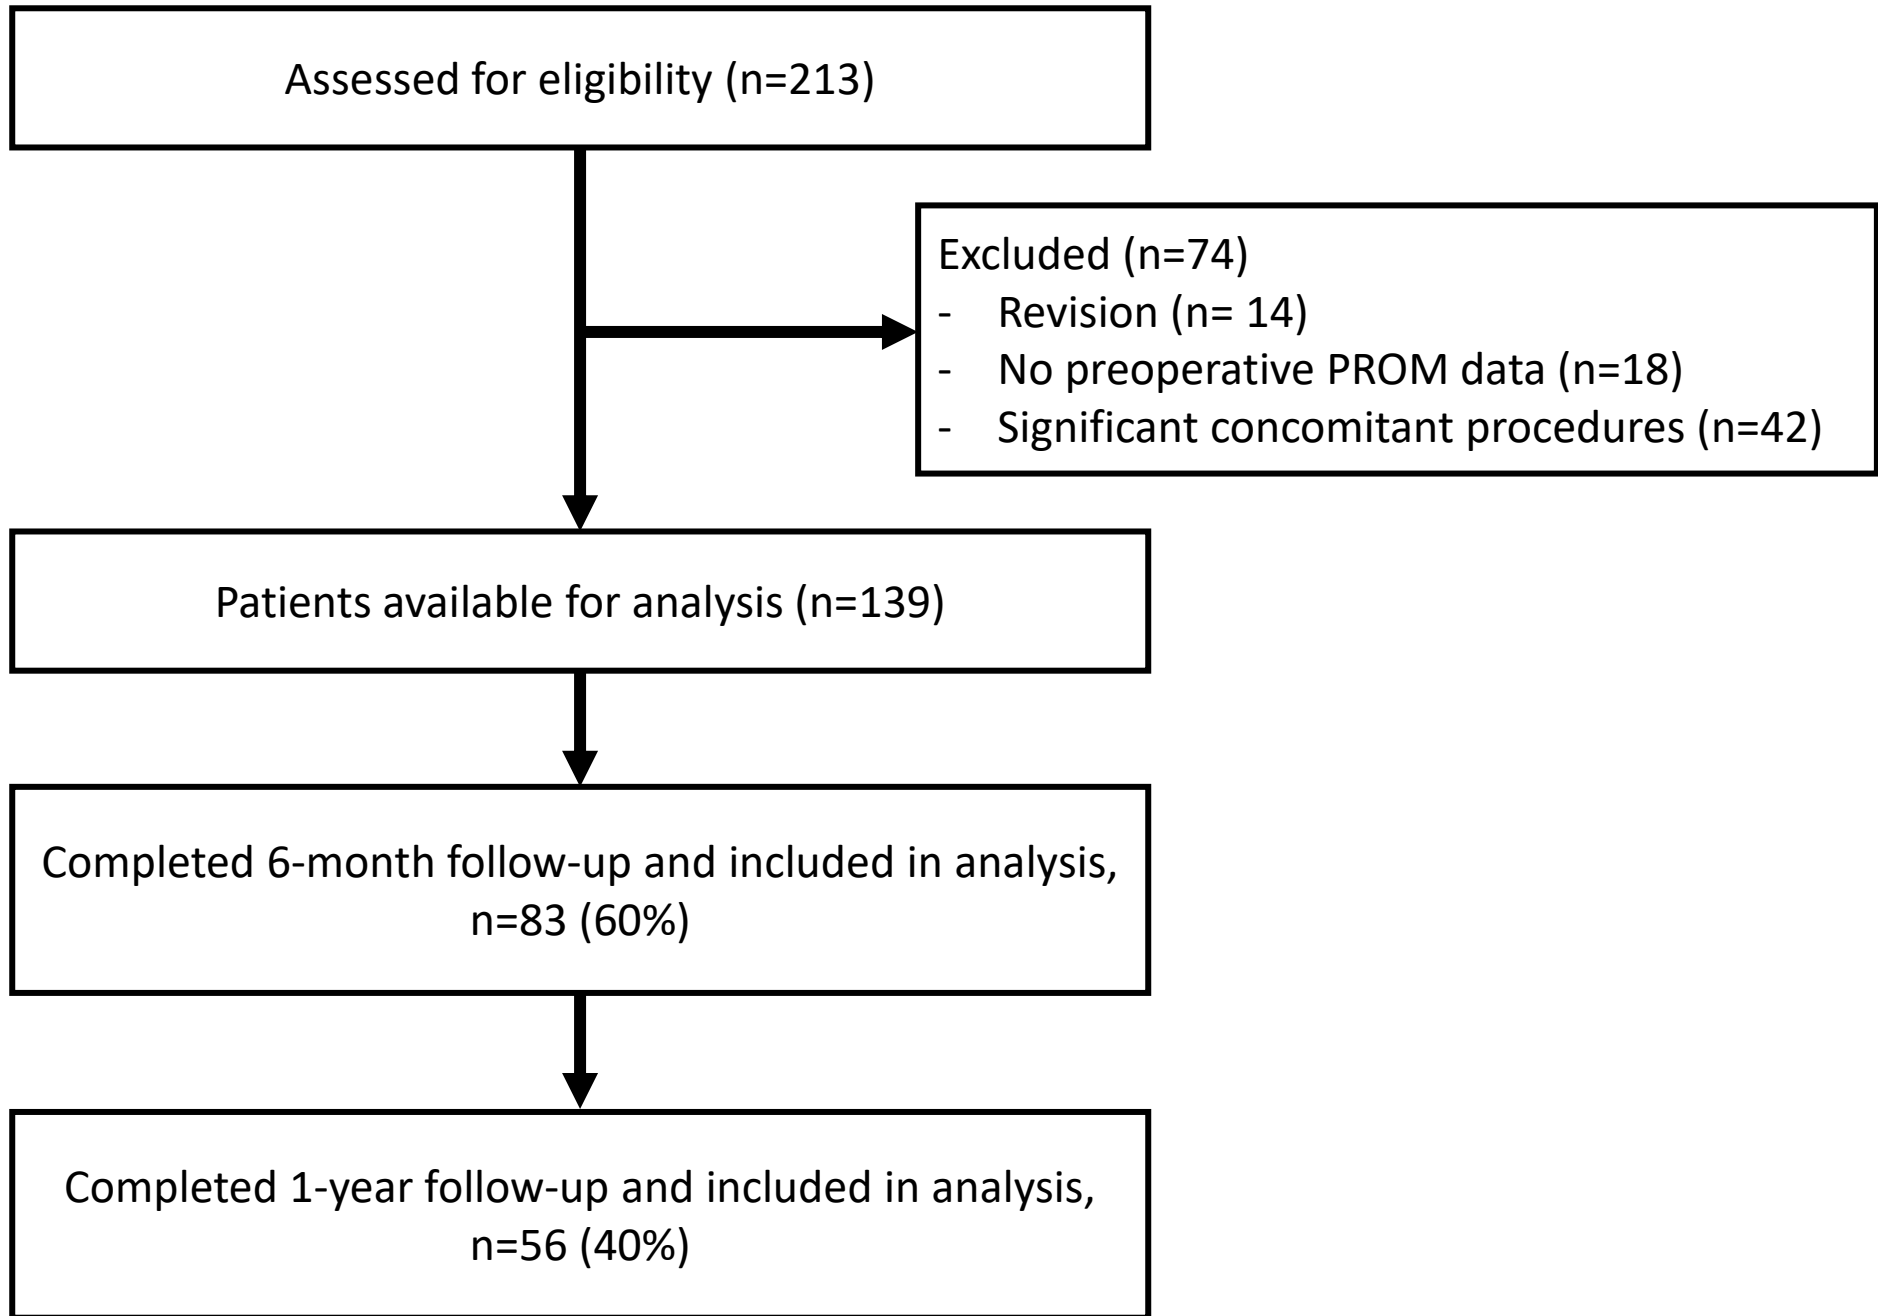 Assessed for eligibility (n=213)
Excluded (n=74)
- Revision (n= 14)
- No preoperative PROM data (n=18)
- Significant concomitant procedures (n=42)
Patients available for analysis (n=139)
Completed 6-month follow-up and included in analysis,
n=83 (60%)
Completed 1-year follow-up and included in analysis,
n=56 (40%)